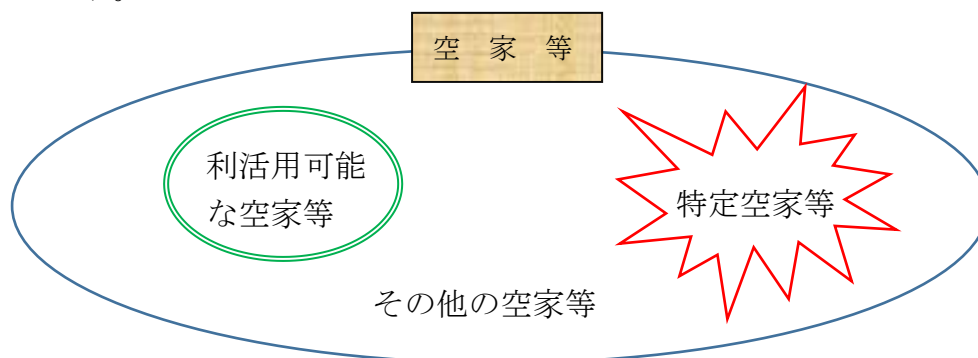 空　家　等
利活用可能
な空家等
特定空家等
その他の空家等